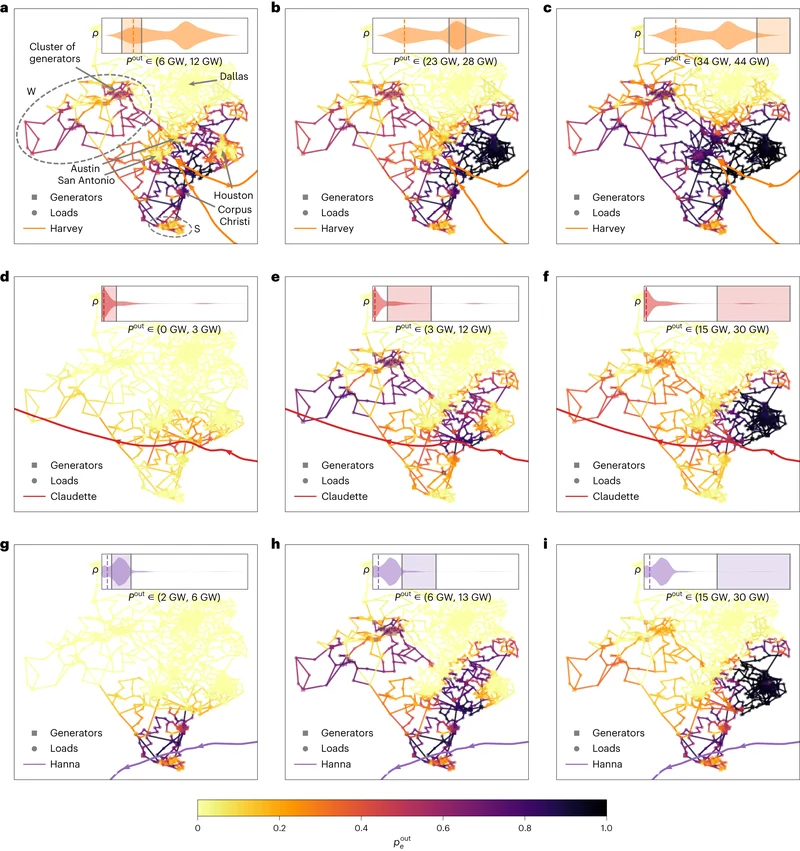 a
ρ
P^out ∈ (6 GW, 12 GW)
Cluster of
generators
Dallas
W
Austin
San Antonio
Houston
Corpus
Christi
S
Generators
Loads
Harvey
b
ρ
P^out ∈ (23 GW, 28 GW)
Generators
Loads
Harvey
c
ρ
P^out ∈ (34 GW, 44 GW)
Generators
Loads
Harvey
d
ρ
P^out ∈ (0 GW, 3 GW)
Generators
Loads
Claudette
e
ρ
P^out ∈ (3 GW, 12 GW)
Generators
Loads
Claudette
f
ρ
P^out ∈ (15 GW, 30 GW)
Generators
Loads
Claudette
g
ρ
P^out ∈ (2 GW, 6 GW)
Generators
Loads
Hanna
h
ρ
P^out ∈ (6 GW, 13 GW)
Generators
Loads
Hanna
i
ρ
P^out ∈ (15 GW, 30 GW)
Generators
Loads
Hanna
0 0.2 0.4 0.6 0.8 1.0
p_e^out